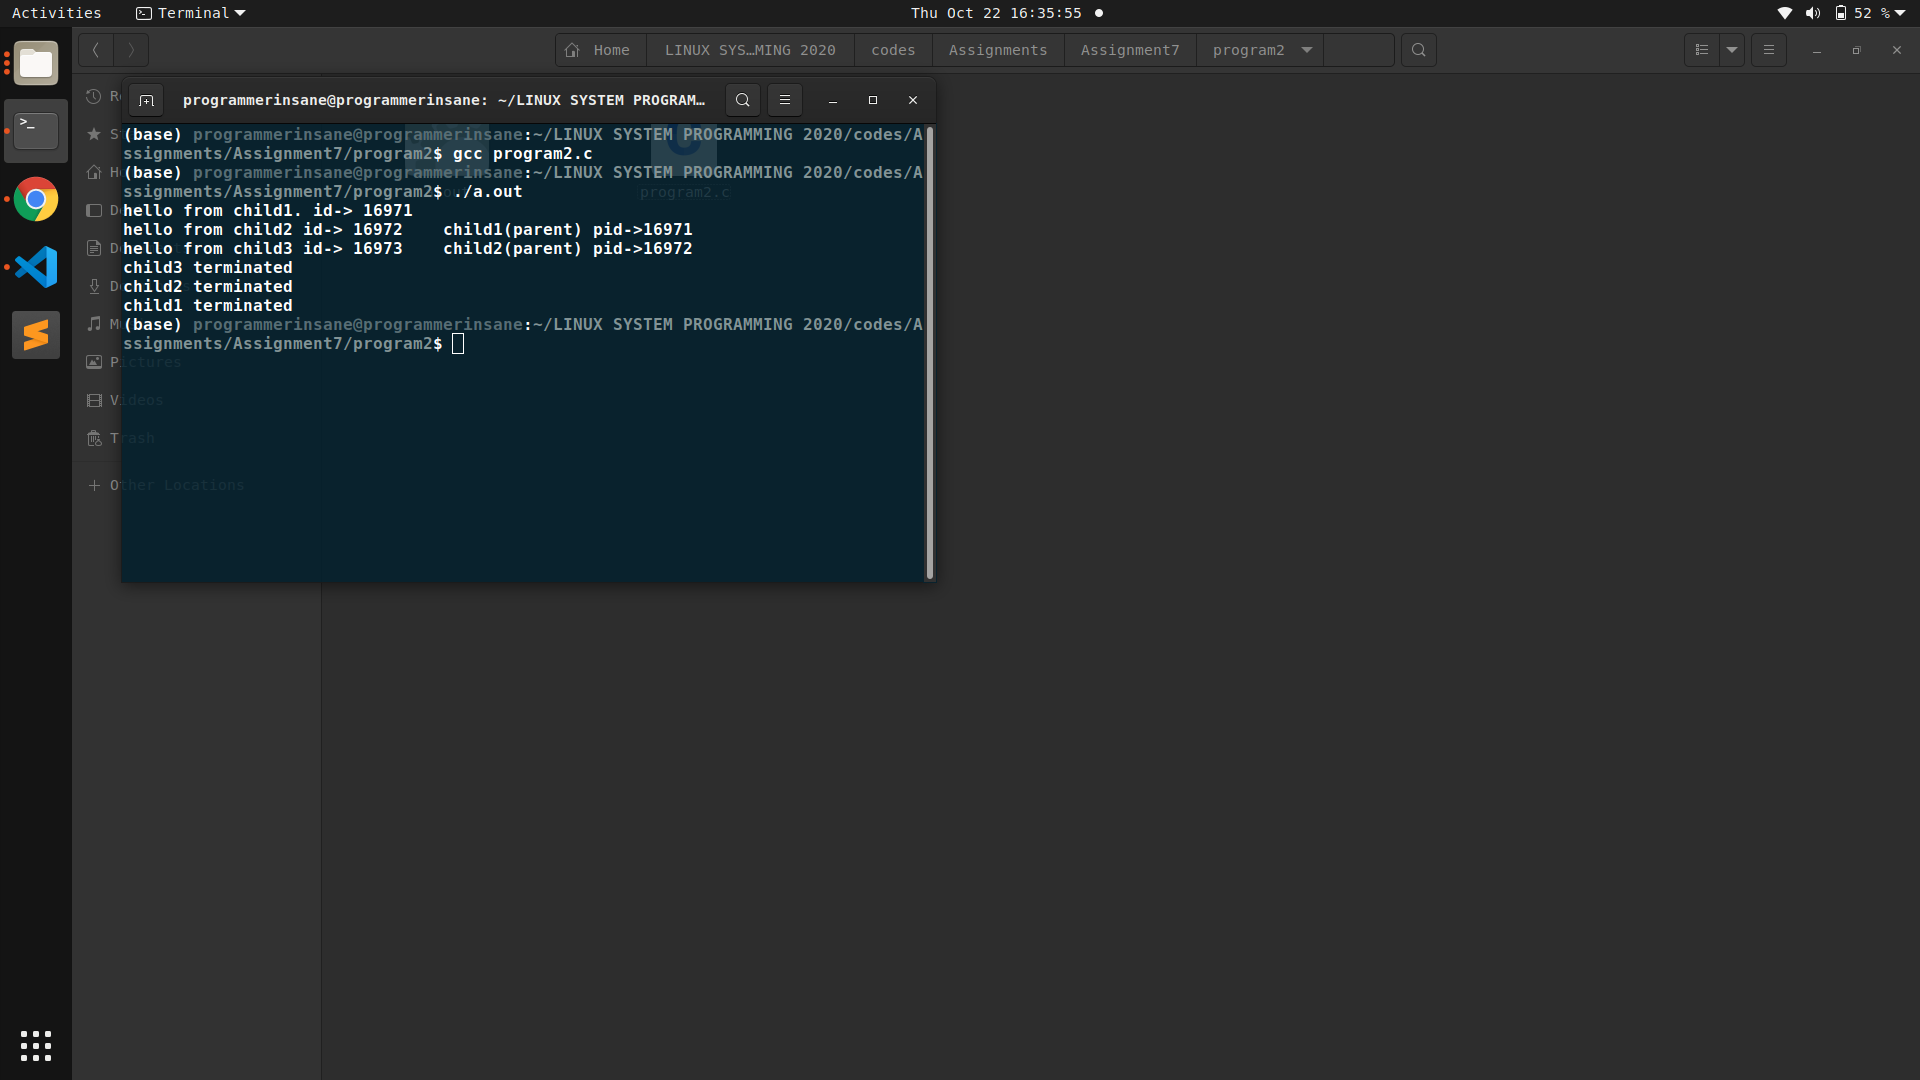 Activities
Terminal
Thu Oct 22 16:35:55
52 %
Home
LINUX SYS…MING 2020
codes
Assignments
Assignment7
program2
programmerinsane@programmerinsane: ~/LINUX SYSTEM PROGRAM…
(base) programmerinsane@programmerinsane:~/LINUX SYSTEM PROGRAMMING 2020/codes/A
ssignments/Assignment7/program2$ gcc program2.c
(base) programmerinsane@programmerinsane:~/LINUX SYSTEM PROGRAMMING 2020/codes/A
ssignments/Assignment7/program2$ ./a.out
program2.c
hello from child1. id-> 16971
hello from child2 id-> 16972    child1(parent) pid->16971
hello from child3 id-> 16973    child2(parent) pid->16972
child3 terminated
child2 terminated
child1 terminated
(base) programmerinsane@programmerinsane:~/LINUX SYSTEM PROGRAMMING 2020/codes/A
ssignments/Assignment7/program2$
Pictures
Videos
Trash
Other Locations